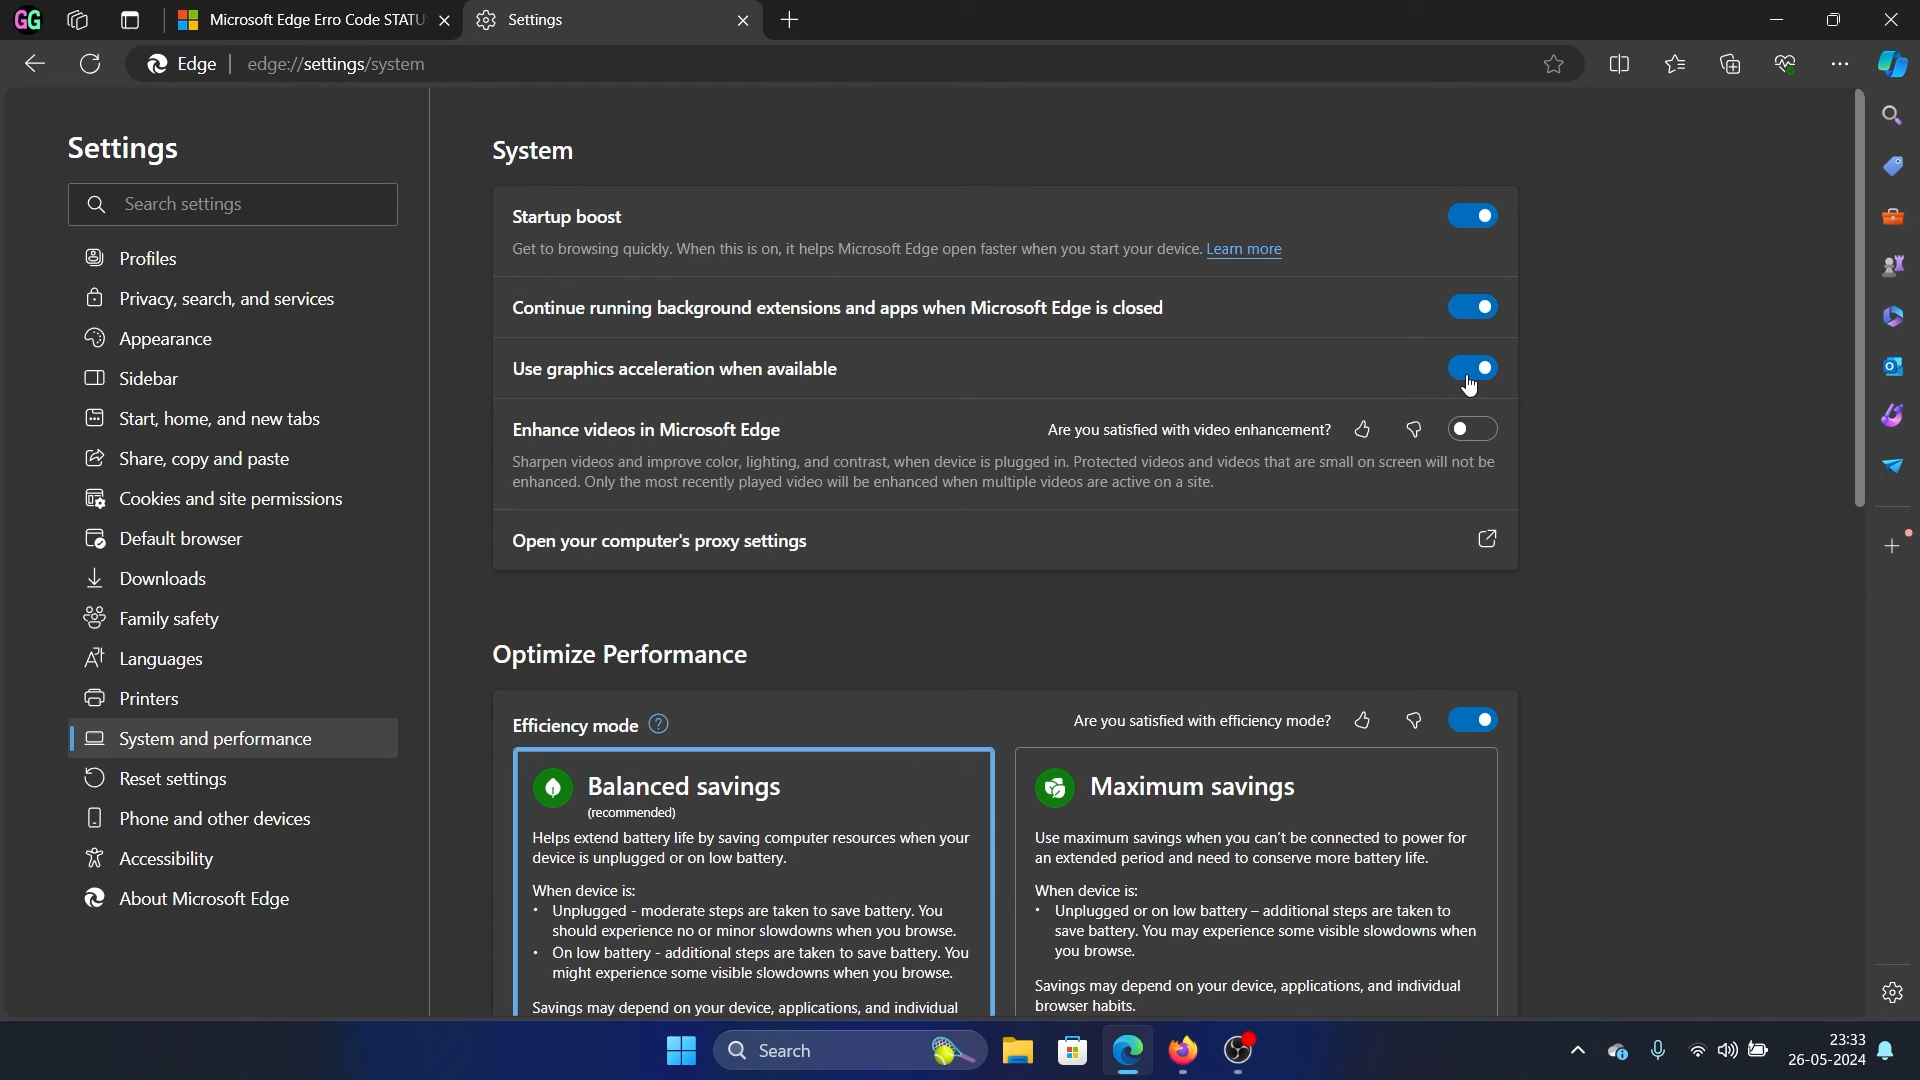 GG
Microsoft Edge Erro Code STATU
Settings
Edge
edge://settings/system
Settings
Search settings
Profiles
Privacy, search, and services
Appearance
Sidebar
Start, home, and new tabs
Share, copy and paste
Cookies and site permissions
Default browser
Downloads
Family safety
Languages
Printers
System and performance
Reset settings
Phone and other devices
Accessibility
About Microsoft Edge
System
Startup boost
Get to browsing quickly. When this is on, it helps Microsoft Edge open faster when you start your device. Learn more
Continue running background extensions and apps when Microsoft Edge is closed
Use graphics acceleration when available
Enhance videos in Microsoft Edge
Are you satisfied with video enhancement?
Sharpen videos and improve color, lighting, and contrast, when device is plugged in. Protected videos and videos that are small on screen will not be
enhanced. Only the most recently played video will be enhanced when multiple videos are active on a site.
Open your computer's proxy settings
Optimize Performance
Efficiency mode
Are you satisfied with efficiency mode?
Balanced savings
(recommended)
Helps extend battery life by saving computer resources when your
device is unplugged or on low battery.
When device is:
• Unplugged - moderate steps are taken to save battery. You
should experience no or minor slowdowns when you browse.
• On low battery - additional steps are taken to save battery. You
might experience some visible slowdowns when you browse.
Savings may depend on your device, applications, and individual
Maximum savings
Use maximum savings when you can't be connected to power for
an extended period and need to conserve more battery life.
When device is:
• Unplugged or on low battery – additional steps are taken to
save battery. You may experience some visible slowdowns when
you browse.
Savings may depend on your device, applications, and individual
browser habits.
Search
23:33
26-05-2024